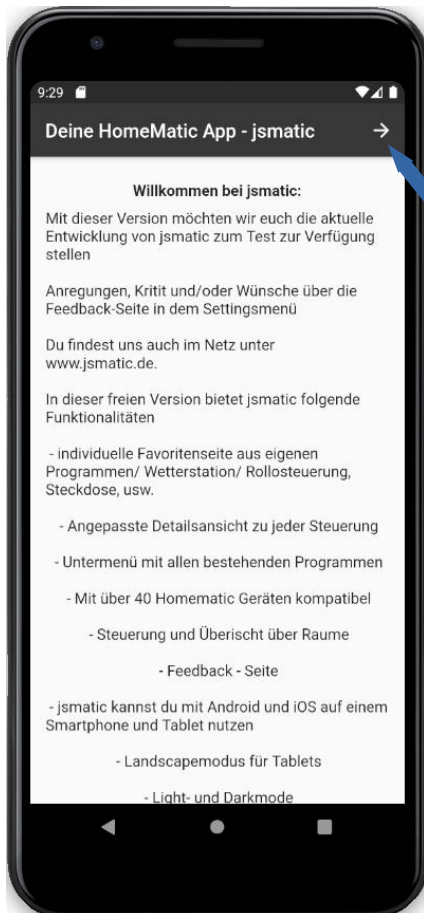 9:29
Deine HomeMatic App - jsmatic
Willkommen bei jsmatic:
Mit dieser Version möchten wir euch die aktuelle
Entwicklung von jsmatic zum Test zur Verfügung
stellen
Anregungen, Kritit und/oder Wünsche über die
Feedback-Seite in dem Settingsmenü
Du findest uns auch im Netz unter
www.jsmatic.de.
In dieser freien Version bietet jsmatic folgende
Funktionalitäten
- individuelle Favoritenseite aus eigenen
Programmen/ Wetterstation/ Rollosteuerung,
Steckdose, usw.
- Angepasste Detailsansicht zu jeder Steuerung
- Untermenü mit allen bestehenden Programmen
- Mit über 40 Homematic Geräten kompatibel
- Steuerung und Überischt über Raume
- Feedback - Seite
- jsmatic kannst du mit Android und iOS auf einem
Smartphone und Tablet nutzen
- Landscapemodus für Tablets
- Light- und Darkmode